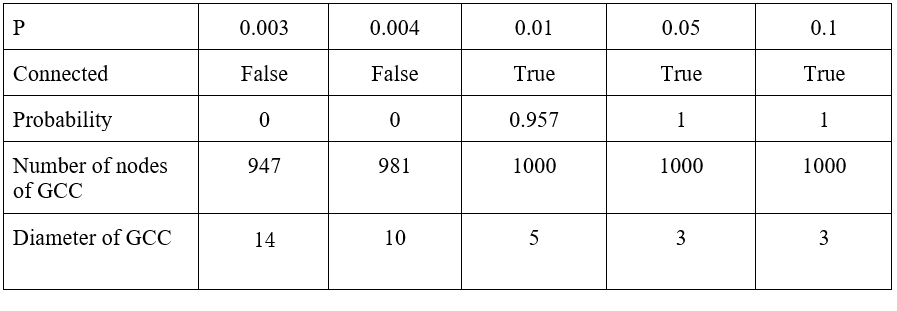 P 0.003 0.004 0.01 0.05 0.1
Connected False False True True True
Probability 0 0 0.957 1 1
Number of nodes 947 981 1000 1000 1000
of GCC
Diameter of GCC 14 10 5 3 3